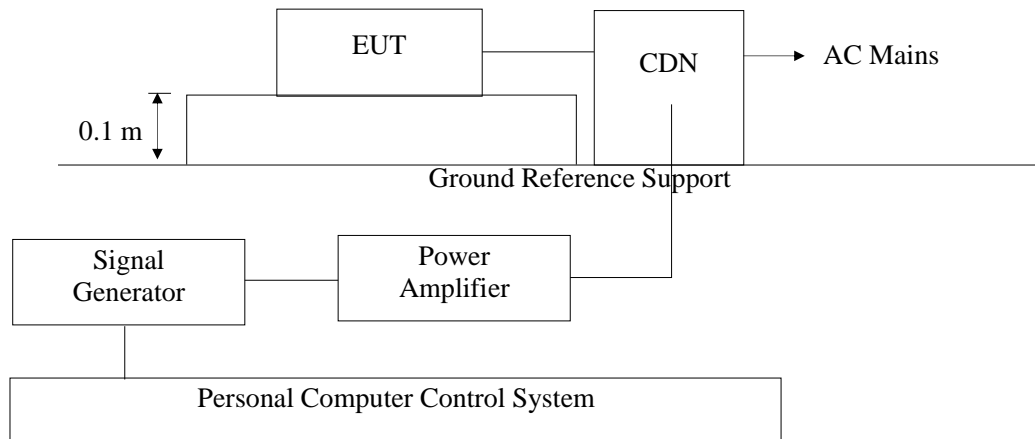 EUT
CDN
AC Mains
0.1 m
Ground Reference Support
Signal
Generator
Power
Amplifier
Personal Computer Control System